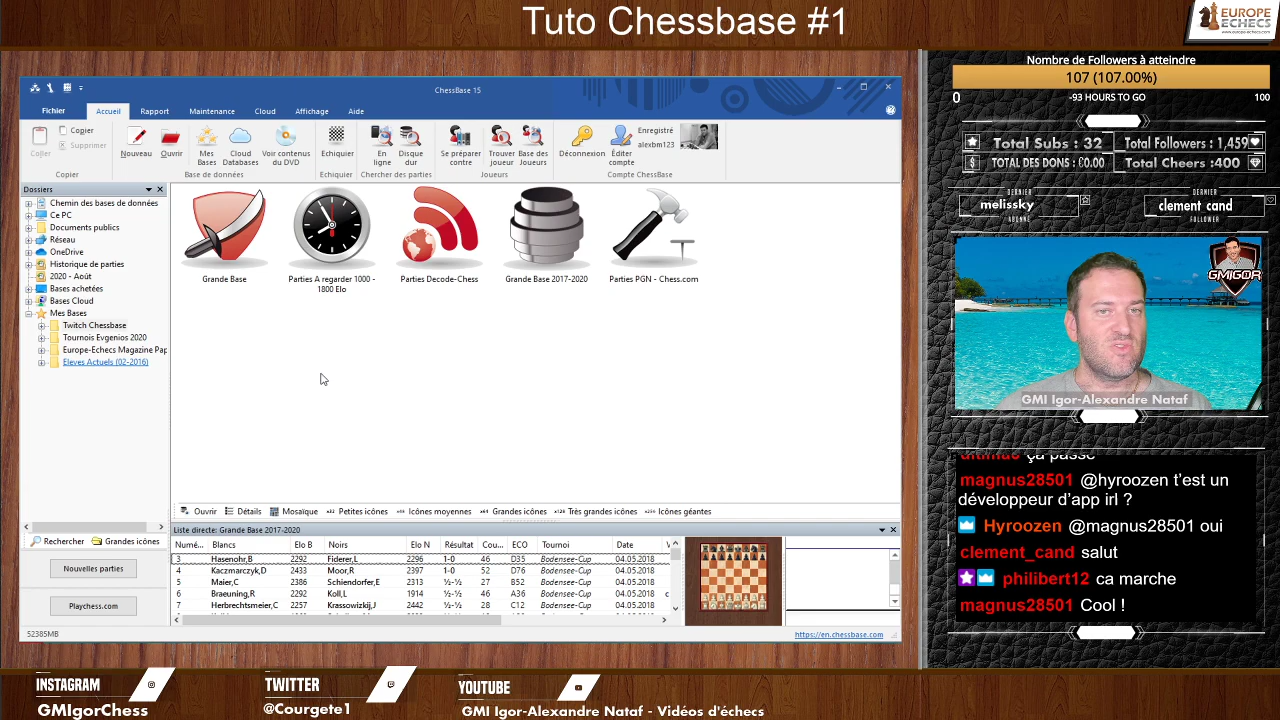 Tuto Chessbase #1
EUROPE
ECHECS
www.europe-echecs.com
Nombre de Followers à atteindre
107 (107.00%)
0
-93 HOURS TO GO
100
Total Subs : 32
Total Followers : 1,459
TOTAL DES DONS : £0.00
Total Cheers :400
DERNIER
melissky
ABONNÉ
DERNIER
clement cand
FOLLOWER
ChessBase 15
Fichier
Accueil
Rapport
Maintenance
Cloud
Affichage
Aide
Coller
Copier
Supprimer
Copier
Nouveau
Ouvrir
Mes Bases
Cloud Databases
Voir contenus du DVD
Base de données
Echiquier
Echiquier
En ligne
Disque dur
Chercher des parties
Se préparer contre
Trouver joueur
Base des Joueurs
Joueurs
Déconnexion
Éditer compte
Enregistré
alexbm123
Compte ChessBase
Dossiers
Chemin des bases de données
Ce PC
Documents publics
Réseau
OneDrive
Historique de parties
2020 - Août
Bases achetées
Bases Cloud
Mes Bases
Twitch Chessbase
Tournois Evgenios 2020
Europe-Echecs Magazine Pap
Eleves Actuels (02-2016)
Rechercher
Grandes icônes
Nouvelles parties
Playchess.com
52385MB
Grande Base
Parties A regarder 1000 -
1800 Elo
Parties Decode-Chess
Grande Base 2017-2020
Parties PGN - Chess.com
Ouvrir
Détails
Mosaïque
Petites icônes
Icônes moyennes
Grandes icônes
Très grandes icônes
Icônes géantes
Liste directe: Grande Base 2017-2020
Numé... Blancs Elo B Noirs Elo N Résultat Cou... ECO Tournoi Date V
3 Hasenohr,B 2292 Fiderer,L 2296 1-0 46 D35 Bodensee-Cup 04.05.2018
4 Kaczmarczyk,D 2433 Moor,R 2397 1-0 52 D76 Bodensee-Cup 04.05.2018
5 Maier,C 2386 Schiendorfer,E 2313 ½-½ 27 B52 Bodensee-Cup 04.05.2018
6 Braeuning,R 2292 Koll,L 1914 ½-½ 46 A36 Bodensee-Cup 04.05.2018 c
7 Herbrechtsmeier,C 2257 Krassowizkij,J 2442 ½-½ 28 C12 Bodensee-Cup 04.05.2018
https://en.chessbase.com
GMIGOR
GMI Igor-Alexandre Nataf
ça passe
magnus28501 @hyroozen t'est un
développeur d'app irl ?
Hyroozen @magnus28501 oui
clement_cand salut
philibert12 ca marche
magnus28501 Cool !
INSTAGRAM
GMIgorChess
TWITTER
@Courgete1
YOUTUBE
GMI Igor-Alexandre Nataf - Vidéos d'échecs